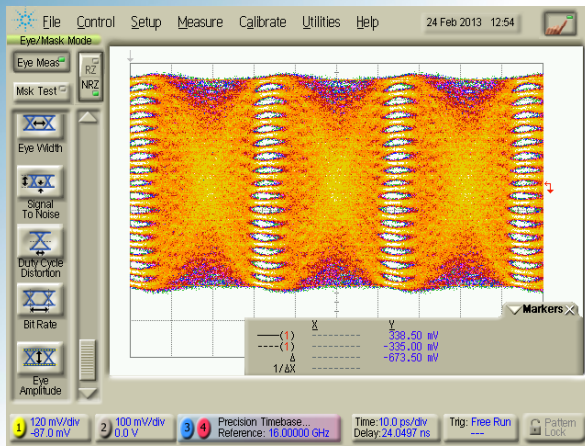 File Control Setup Measure Calibrate Utilities Help 24 Feb 2013 12:54
Eye/Mask Mode
Eye Meas
Msk Test
RZ
NRZ
Eye Width
Signal
To Noise
Duty Cycle
Distortion
Bit Rate
Eye
Amplitude
Markers
X Y
(1) --------- 338.50 mV
----(1) --------- -335.00 mV
Δ --------- -673.50 mV
1/ΔX ---------
1 120 mV/div
-87.0 mV
2 100 mV/div
0.0 V
3 4 Precision Timebase...
Reference: 16.00000 GHz
Time:10.0 ps/div
Delay:24.0497 ns
Trig: Free Run
---
Pattern
Lock